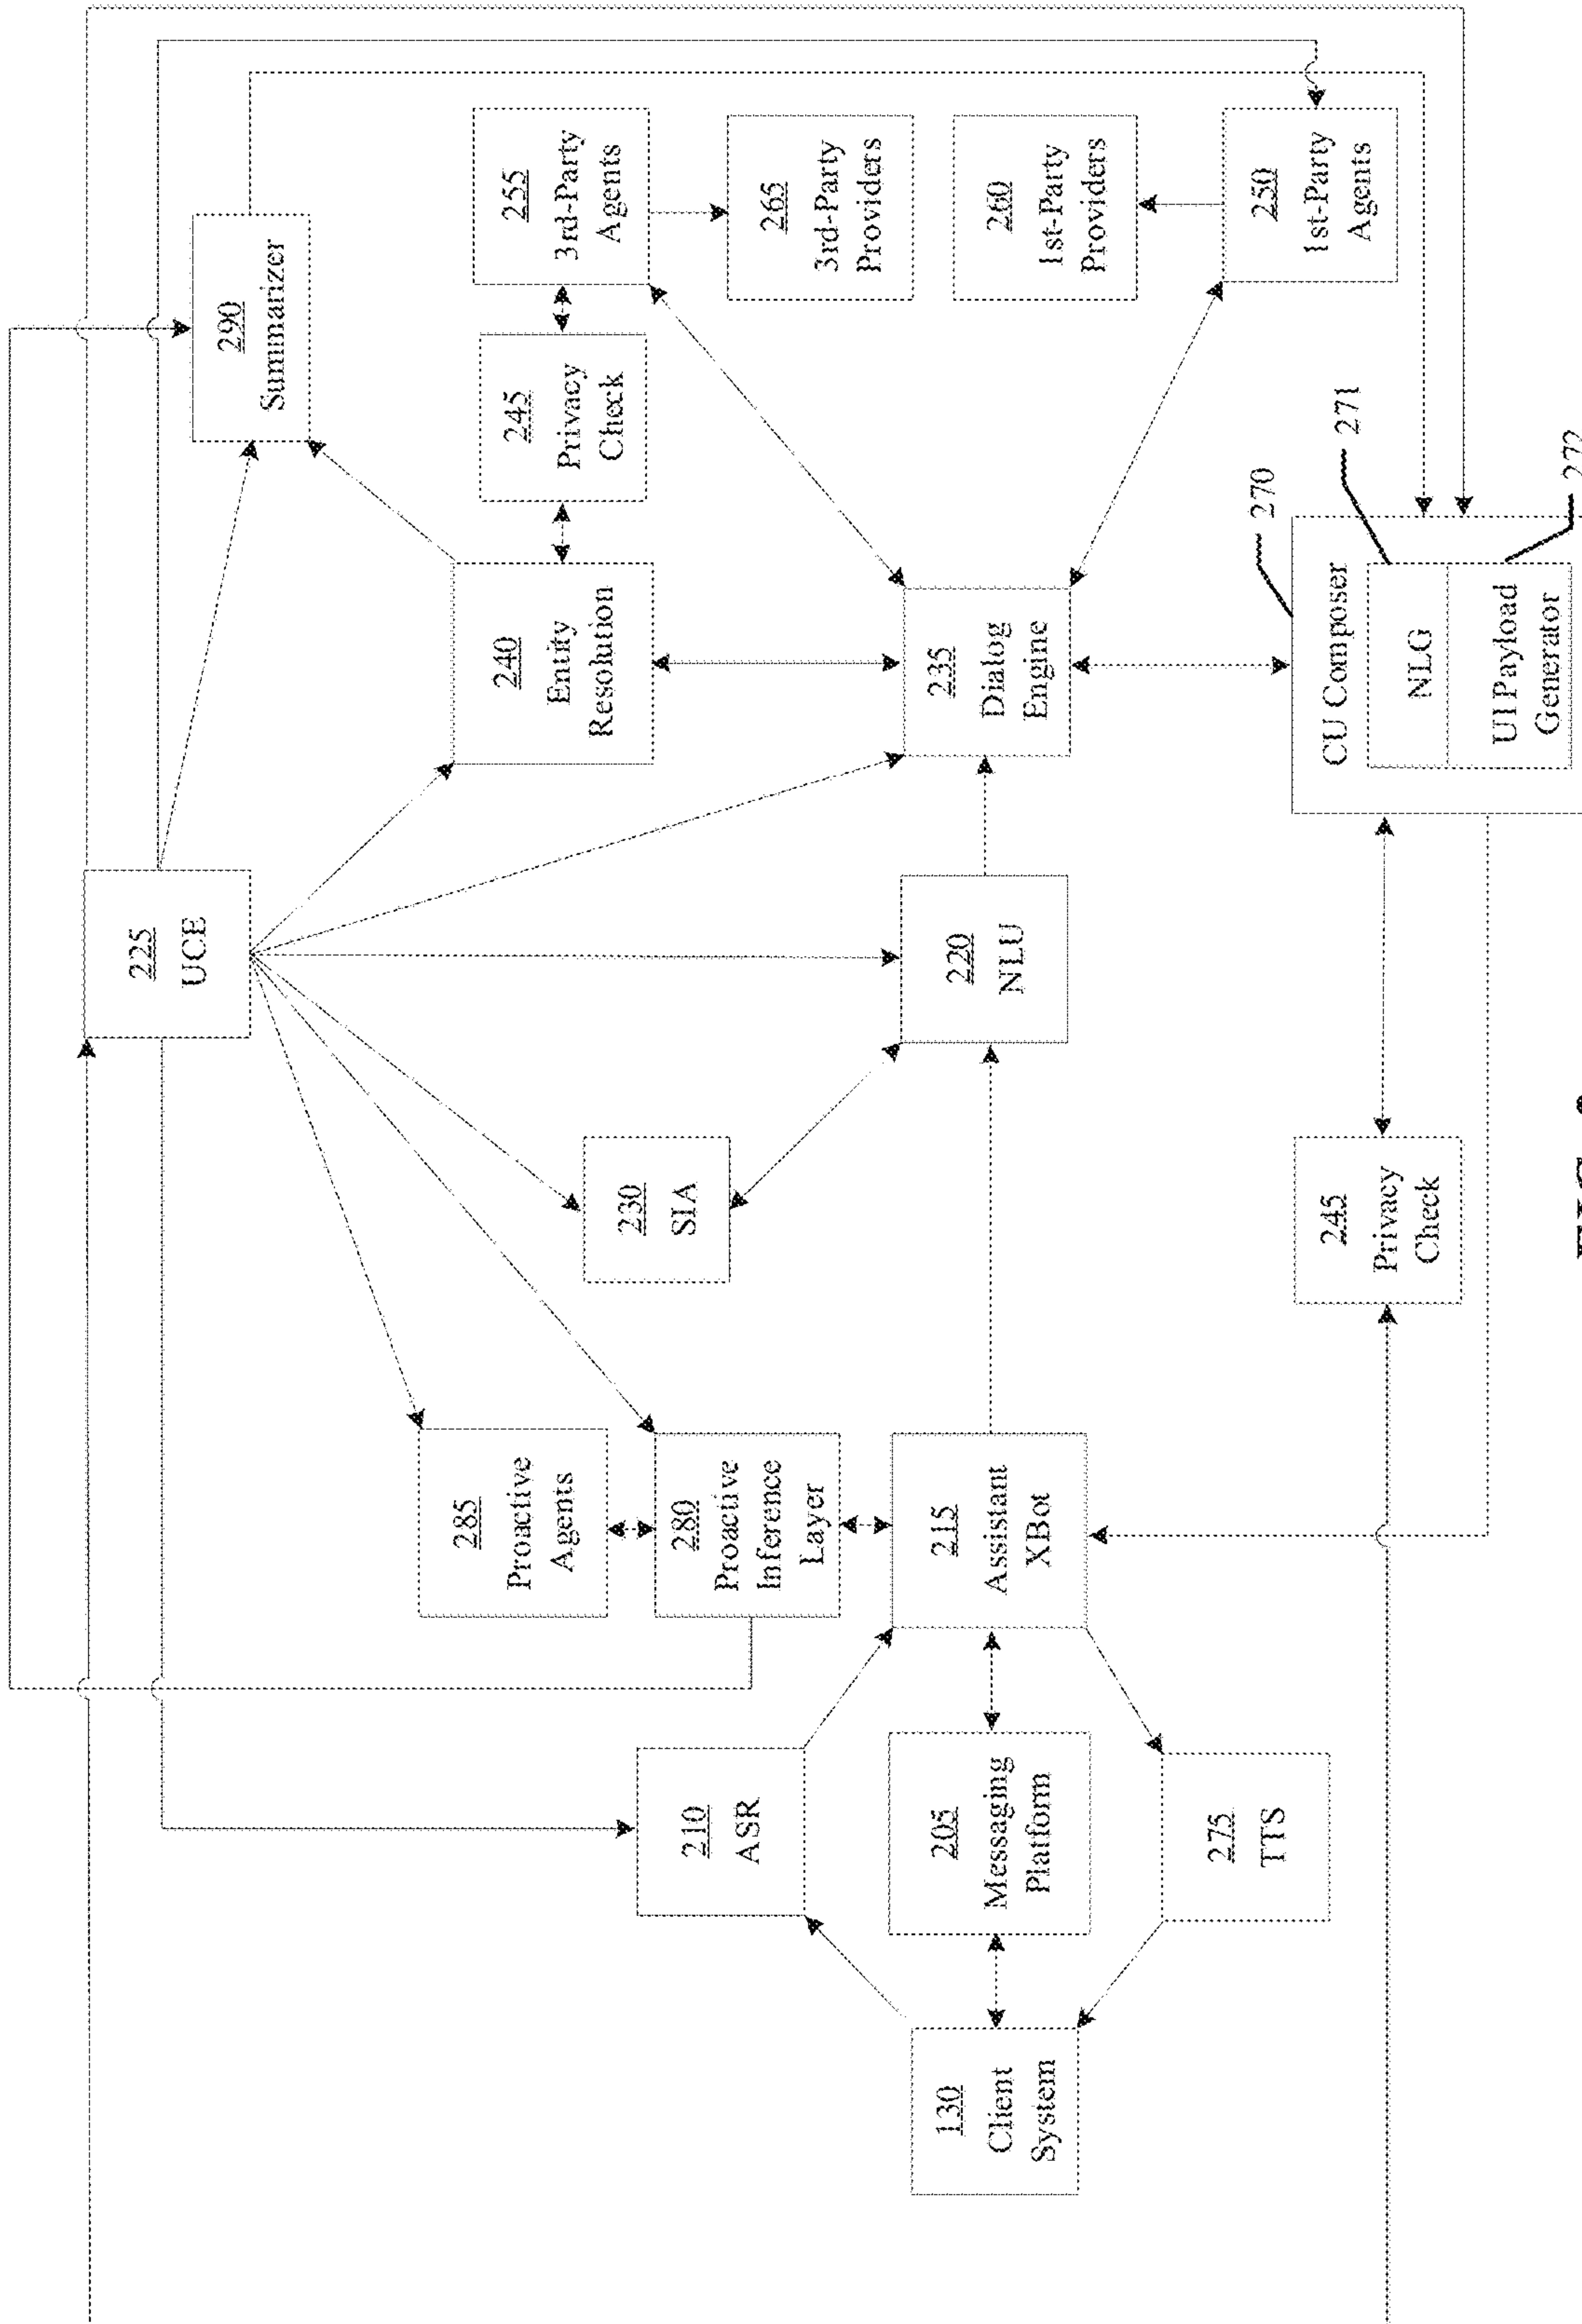 225
UCE
290
Summarizer
285
Proactive
Agents
240
Entity
Resolution
245
Privacy
Check
255
3rd-Party
Agents
230
SIA
210
ASR
280
Proactive
Inference
Layer
265
3rd-Party
Providers
130
Client
System
205
Messaging
Platform
215
Assistant
XBot
220
NLU
235
Dialog
Engine
260
1st-Party
Providers
275
TTS
250
1st-Party
Agents
245
Privacy
Check
270
271
CU Composer
NLG
UI Payload
Generator
272